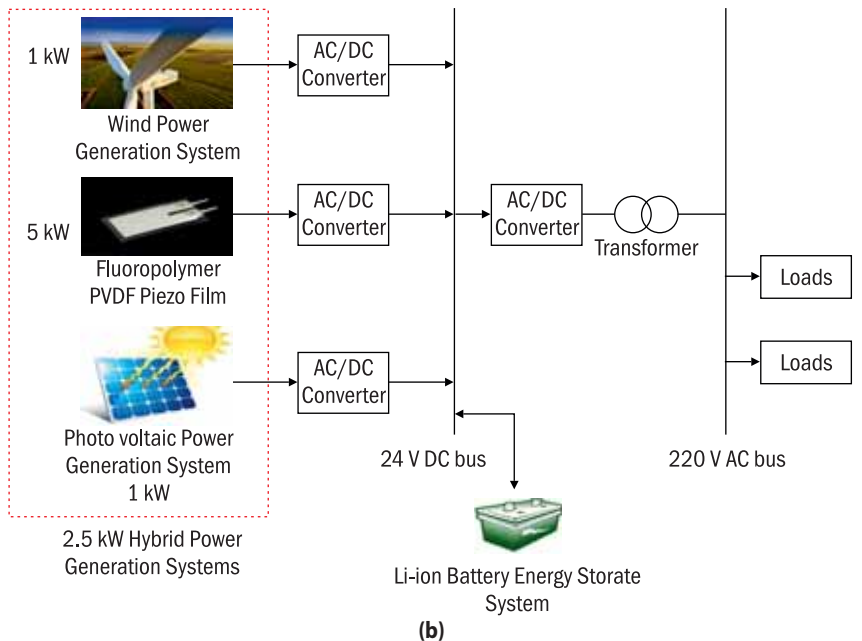 1 kW
Wind Power
Generation System
AC/DC
Converter
5 kW
Fluoropolymer
PVDF Piezo Film
AC/DC
Converter
AC/DC
Converter
Transformer
Loads
Loads
Photo voltaic Power
Generation System
1 kW
AC/DC
Converter
24 V DC bus
220 V AC bus
2.5 kW Hybrid Power
Generation Systems
Li-ion Battery Energy Storate
System
(b)